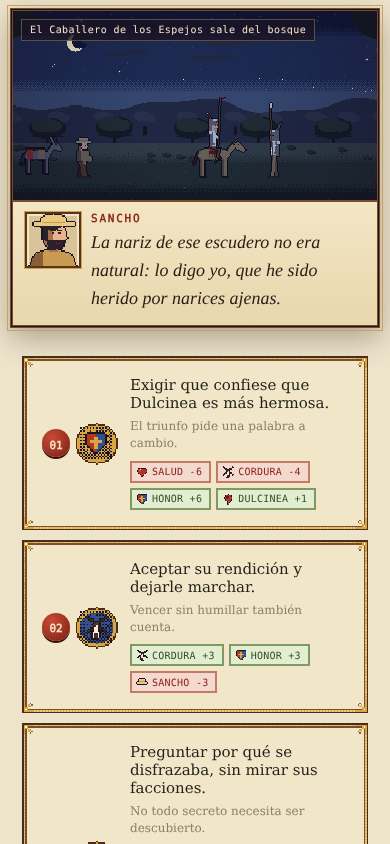 El Caballero de los Espejos sale del bosque
SANCHO
La nariz de ese escudero no era
natural: lo digo yo, que he sido
herido por narices ajenas.
01
Exigir que confiese que
Dulcinea es más hermosa.
El triunfo pide una palabra a
cambio.
SALUD -6 CORDURA -4
HONOR +6 DULCINEA +1
02
Aceptar su rendición y
dejarle marchar.
Vencer sin humillar también
cuenta.
CORDURA +3 HONOR +3
SANCHO -3
Preguntar por qué se
disfrazaba, sin mirar sus
facciones.
No todo secreto necesita ser
descubierto.